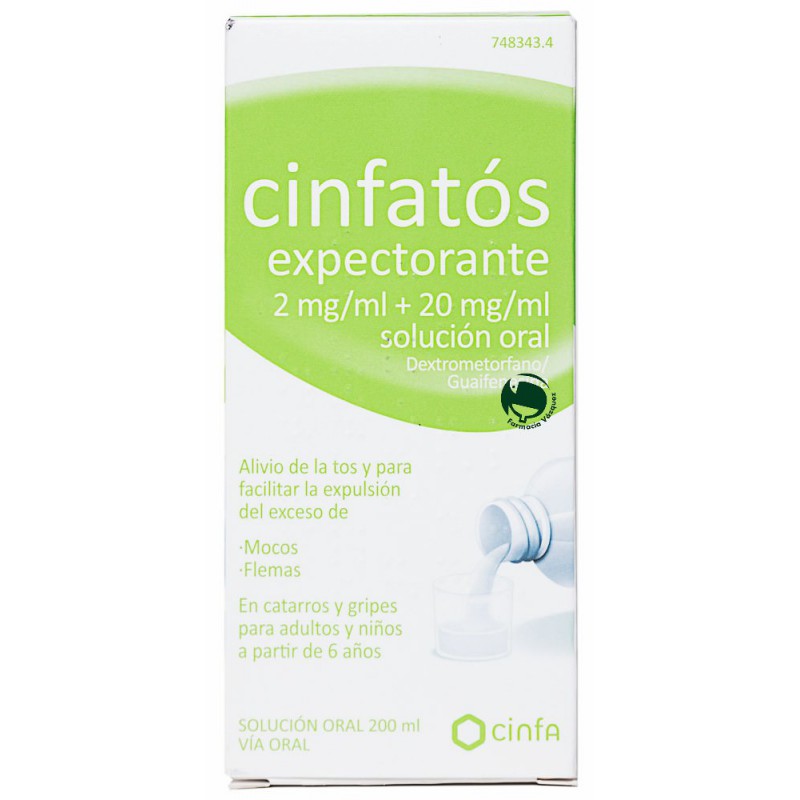 748343.4
cinfatós
expectorante
2 mg/ml + 20 mg/ml
solución oral
Dextrometorfano/
Farmacia Vázquez
Alivio de la tos y para
facilitar la expulsión
del exceso de
·Mocos
·Flemas
En catarros y gripes
para adultos y niños
a partir de 6 años
SOLUCIÓN ORAL 200 ml
VÍA ORAL
cinfa